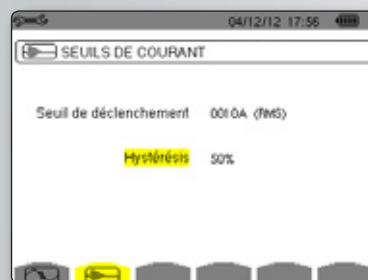 04/12/12 17:56
SEUILS DE COURANT
Seuil de déclenchement 0010A (RMS)
Hystérésis 50%